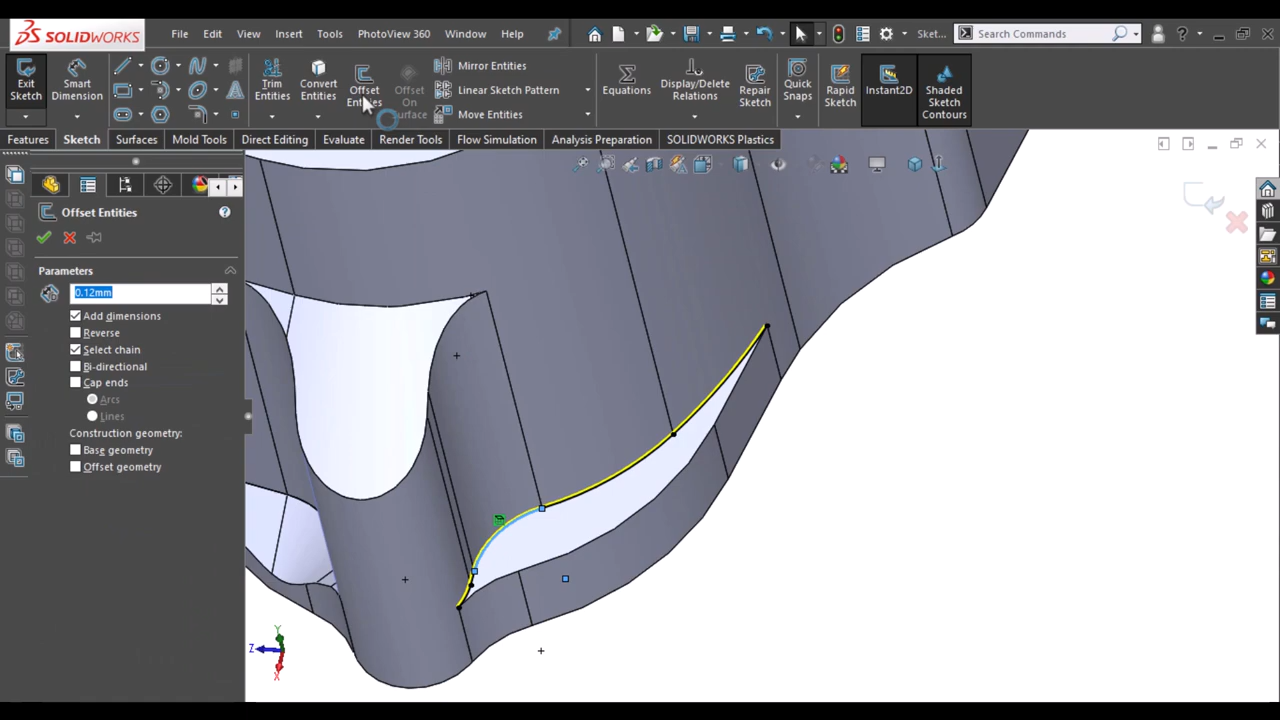 SOLIDWORKS File Edit View Insert Tools PhotoView 360 Window Help Sket... Search Commands ?
Exit Sketch Smart Dimension Trim Entities Convert Entities Offset Entities Offset On Surface Mirror Entities Linear Sketch Pattern Move Entities Equations Display/Delete Relations Repair Sketch Quick Snaps Rapid Sketch Instant2D Shaded Sketch Contours
Features Sketch Surfaces Mold Tools Direct Editing Evaluate Render Tools Flow Simulation Analysis Preparation SOLIDWORKS Plastics
Offset Entities
Parameters
0.12mm
Add dimensions
Reverse
Select chain
Bi-directional
Cap ends
Arcs
Lines
Construction geometry:
Base geometry
Offset geometry
Y
Z
X